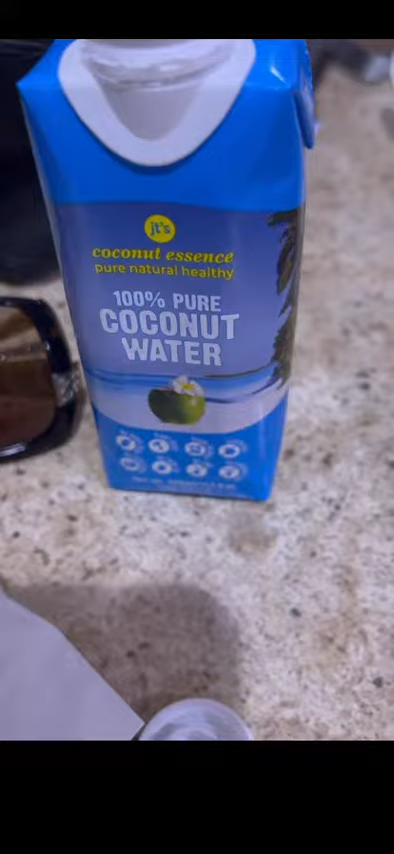 jt's
coconut essence
pure natural healthy
100% PURE
COCONUT
WATER